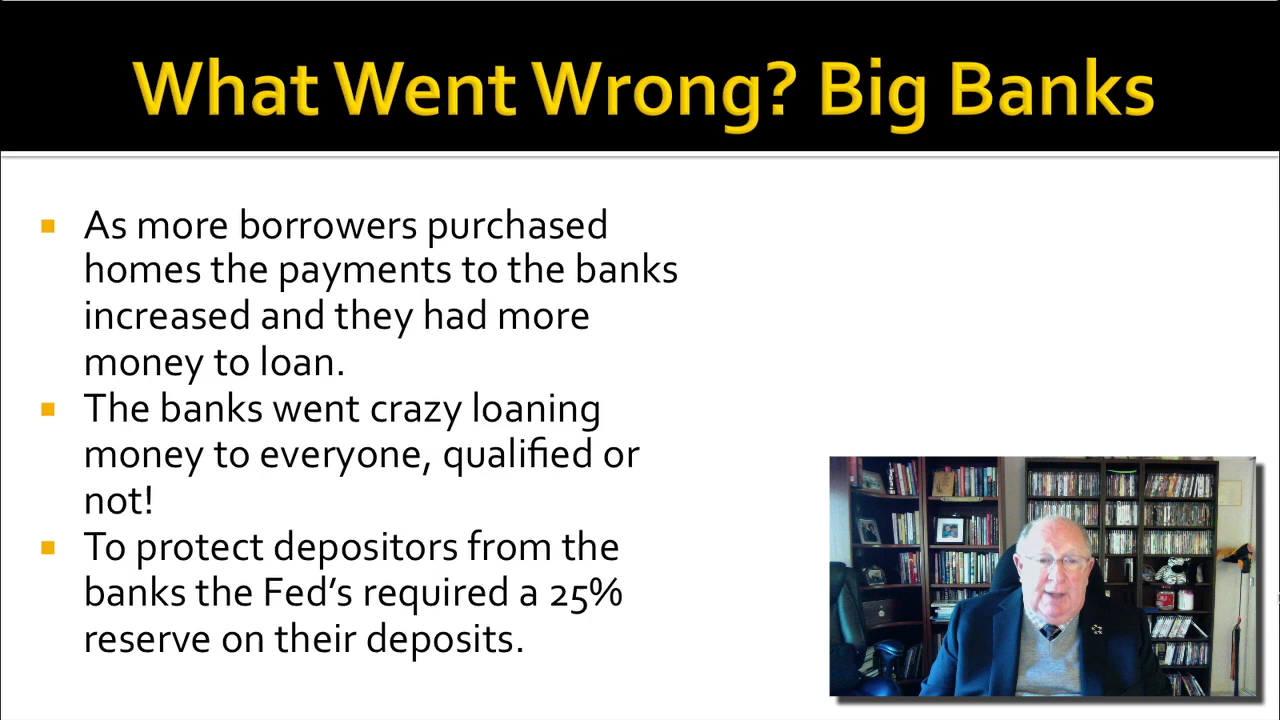 What Went Wrong? Big Banks
As more borrowers purchased
homes the payments to the banks
increased and they had more
money to loan.
The banks went crazy loaning
money to everyone, qualified or
not!
To protect depositors from the
banks the Fed’s required a 25%
reserve on their deposits.